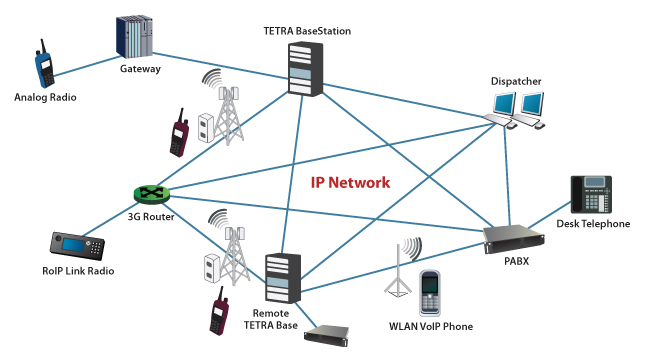 TETRA BaseStation
Gateway
Dispatcher
Analog Radio
IP Network
3G Router
Desk Telephone
RoIP Link Radio
PABX
Remote
TETRA Base
WLAN VoIP Phone